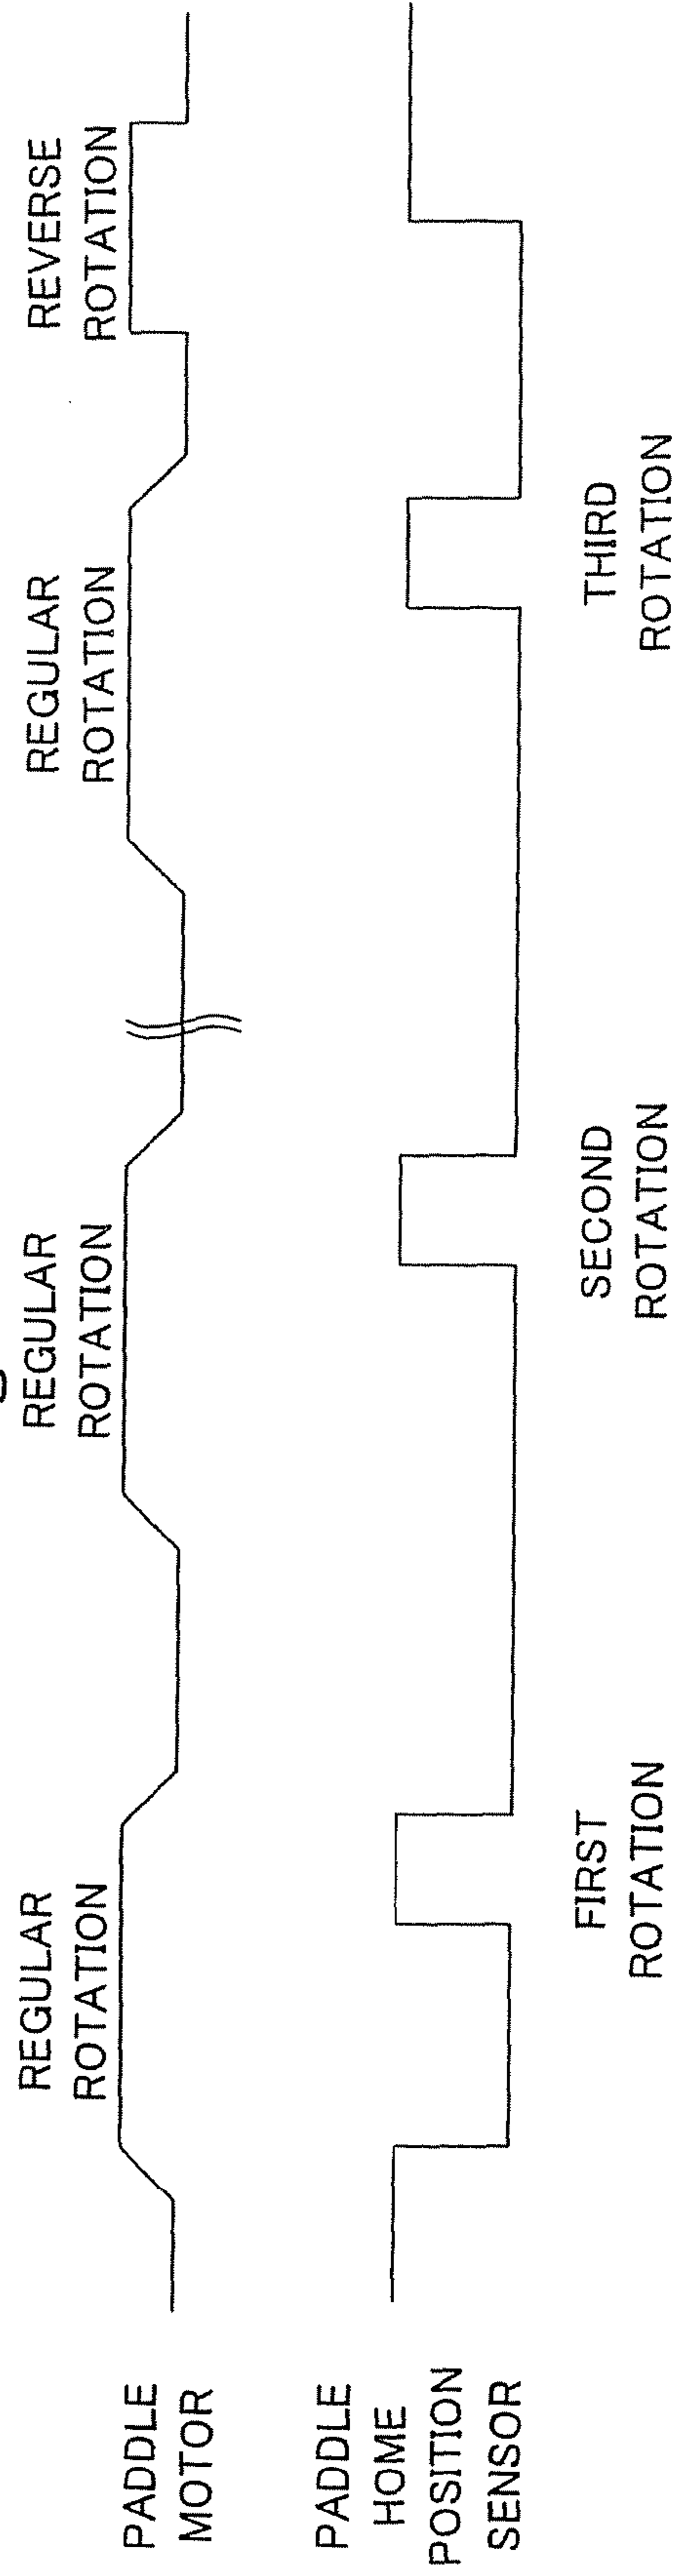 REGULAR
ROTATION
REGULAR
ROTATION
REGULAR
ROTATION
REVERSE
ROTATION
PADDLE
MOTOR
PADDLE
HOME
POSITION
SENSOR
FIRST
ROTATION
SECOND
ROTATION
THIRD
ROTATION